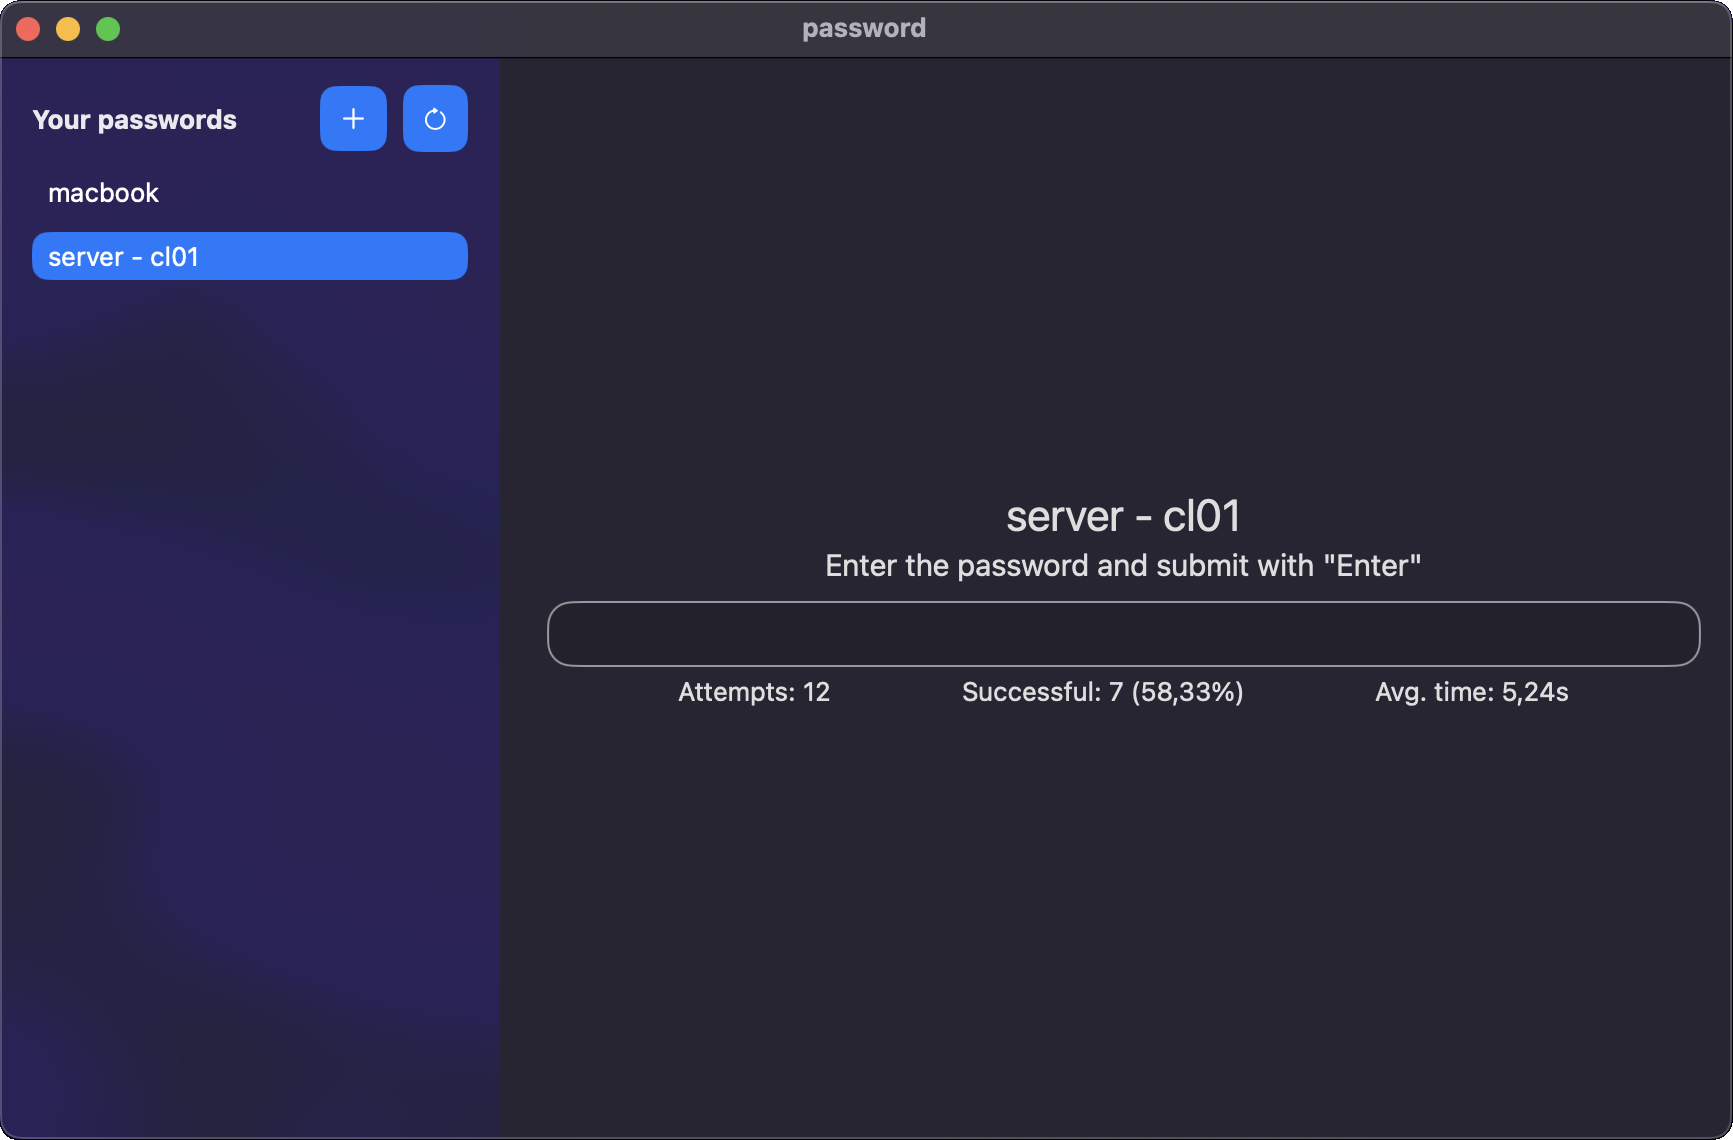 password
Your passwords
macbook
server - cl01
server - cl01
Enter the password and submit with "Enter"
Attempts: 12
Successful: 7 (58,33%)
Avg. time: 5,24s